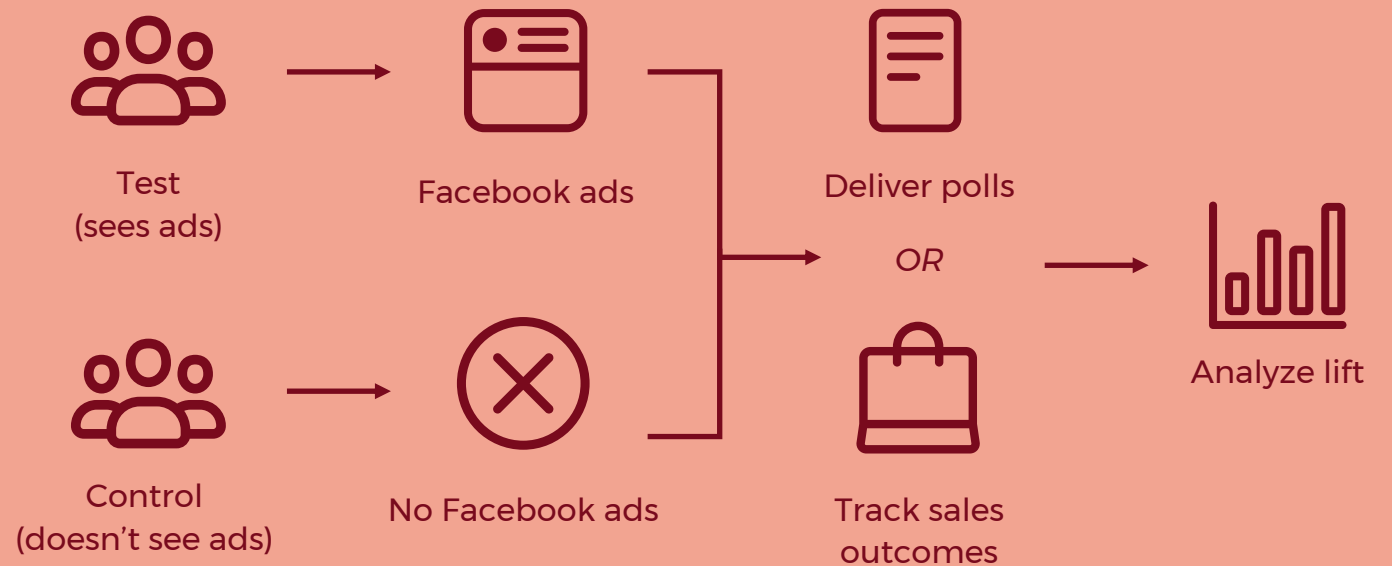 Test
(sees ads)
Facebook ads
Deliver polls
OR
Analyze lift
Control
(doesn’t see ads)
No Facebook ads
Track sales
outcomes